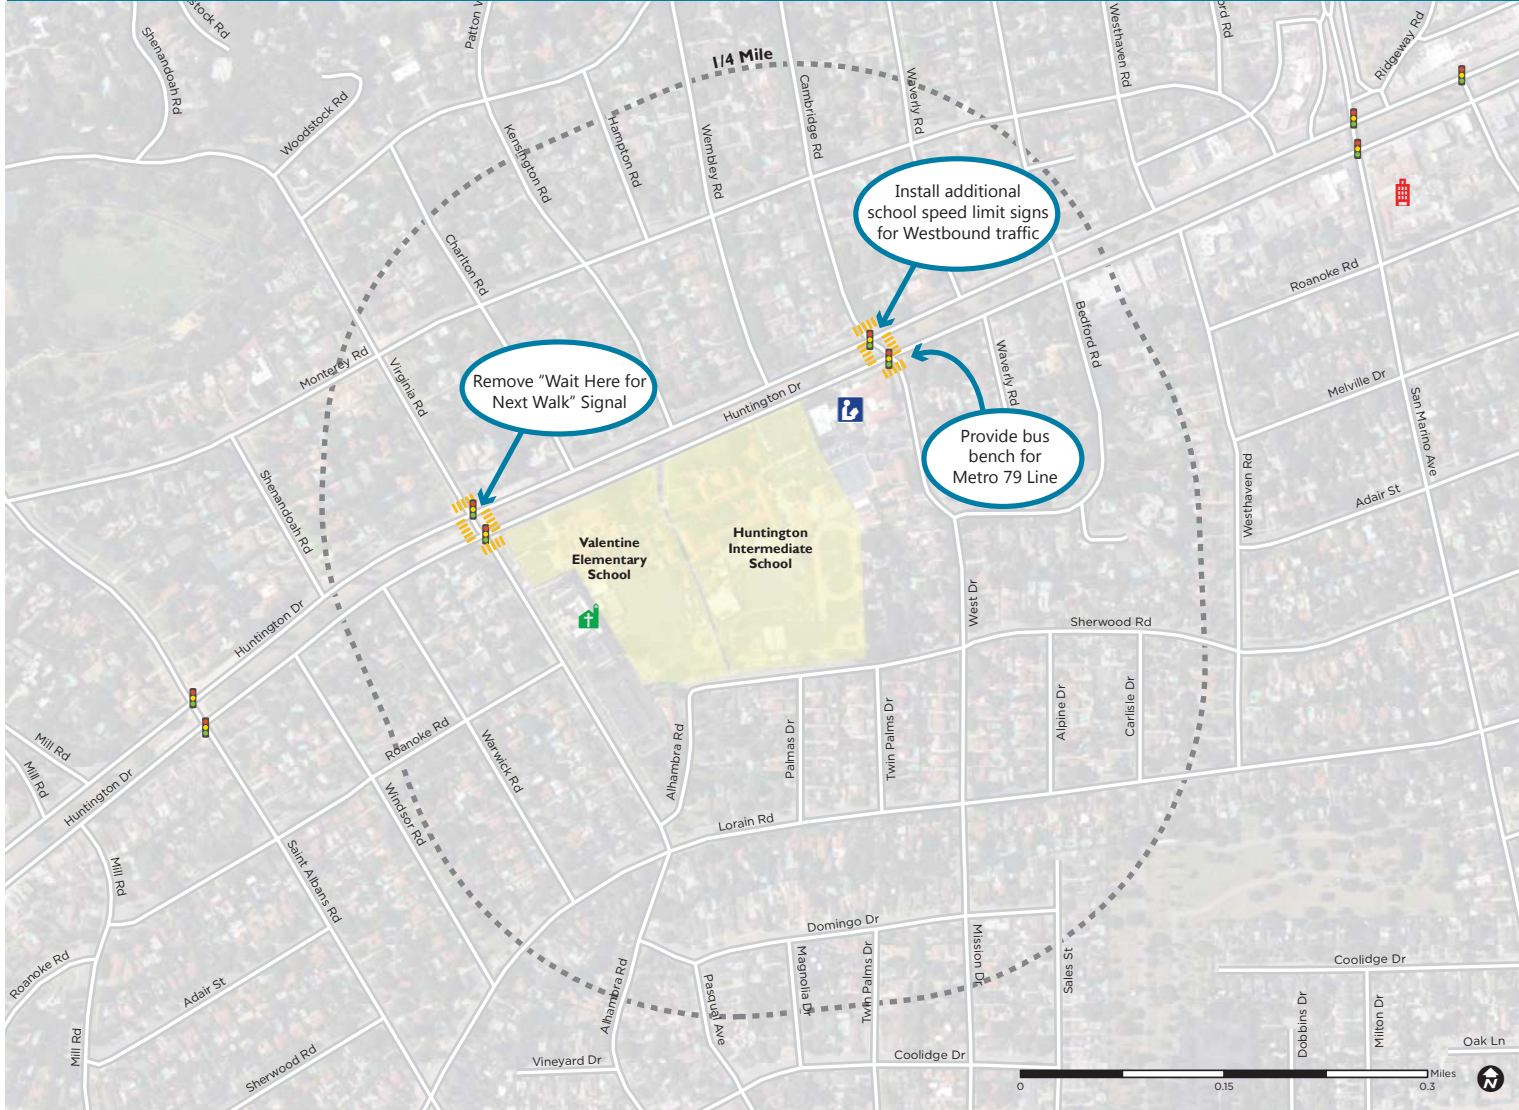 stock Rd
Shenandoah Rd
Patton
Woodstock Rd
1/4 Mile
Kensington Rd
Hampton Rd
Wembley Rd
Cambridge Rd
Waverly Rd
Westhaven Rd
ord Rd
Ridgeway Rd
Install additional
school speed limit signs
for Westbound traffic
Charlton Rd
Roanoke Rd
Bedford Rd
Monterey Rd
Virginia Rd
Remove “Wait Here for
Next Walk” Signal
Huntington Dr
Waverly Rd
Melville Dr
San Marino Ave
Provide bus
bench for
Metro 79 Line
Shenandoah Rd
Westhaven Rd
Adair St
Valentine
Elementary
School
Huntington
Intermediate
School
West Dr
Huntington Dr
Sherwood Rd
Alpine Dr
Carlisle Dr
Mill Rd
Mill Rd
Roanoke Rd
Warwick Rd
Alhambra Rd
Palmas Dr
Twin Palms Dr
Huntington Dr
Windsor Rd
Lorain Rd
Mill Rd
Saint Albans Rd
Domingo Dr
Roanoke Rd
Adair St
Alhambra Rd
Pasqual Ave
Magnolia Dr
Twin Palms Dr
Mission Dr
Sales St
Coolidge Dr
Mill Rd
Sherwood Rd
Vineyard Dr
Coolidge Dr
Dobbins Dr
Milton Dr
Oak Ln
Miles
0
0.15
0.3
N